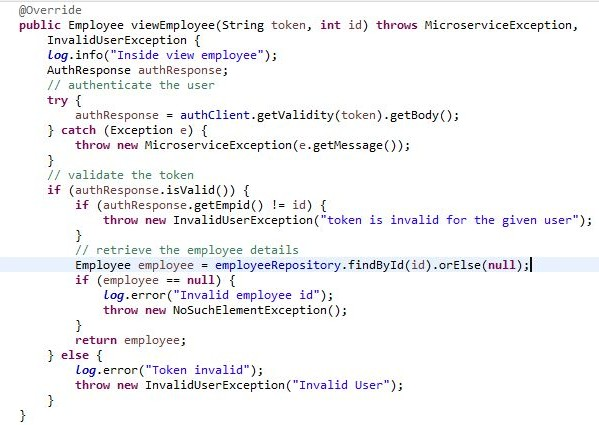 @Override
public Employee viewEmployee(String token, int id) throws MicroserviceException,
InvalidUserException {
log.info("Inside view employee");
AuthResponse authResponse;
// authenticate the user
try {
authResponse = authClient.getValidity(token).getBody();
} catch (Exception e) {
throw new MicroserviceException(e.getMessage());
}
// validate the token
if (authResponse.isValid()) {
if (authResponse.getEmpid() != id) {
throw new InvalidUserException("token is invalid for the given user");
}
// retrieve the employee details
Employee employee = employeeRepository.findById(id).orElse(null);
if (employee == null) {
log.error("Invalid employee id");
throw new NoSuchElementException();
}
return employee;
} else {
log.error("Token invalid");
throw new InvalidUserException("Invalid User");
}
}